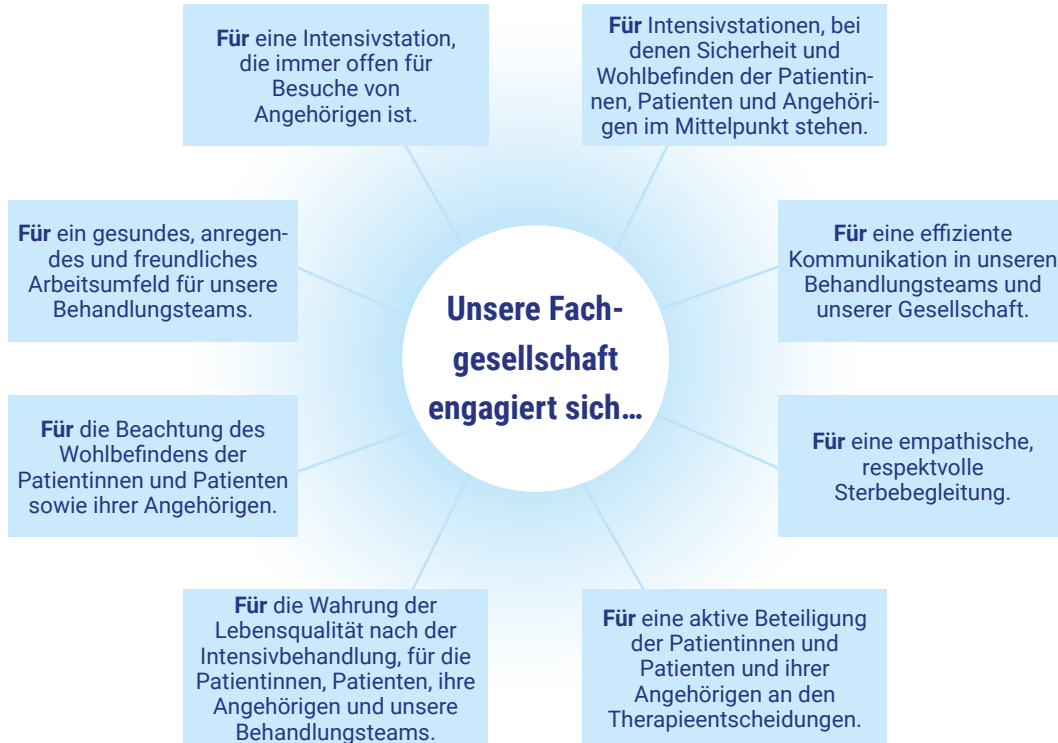 Für eine Intensivstation,
die immer offen für
Besuche von
Angehörigen ist.
Für Intensivstationen, bei
denen Sicherheit und
Wohlbefinden der Patientin-
nen, Patienten und Angehöri-
gen im Mittelpunkt stehen.
Für ein gesundes, anregen-
des und freundliches
Arbeitsumfeld für unsere
Behandlungsteams.
Für eine effiziente
Kommunikation in unseren
Behandlungsteams und
unserer Gesellschaft.
Unsere Fach-
gesellschaft
engagiert sich…
Für die Beachtung des
Wohlbefindens der
Patientinnen und Patienten
sowie ihrer Angehörigen.
Für eine empathische,
respektvolle
Sterbebegleitung.
Für die Wahrung der
Lebensqualität nach der
Intensivbehandlung, für die
Patientinnen, Patienten, ihre
Angehörigen und unsere
Behandlungsteams.
Für eine aktive Beteiligung
der Patientinnen und
Patienten und ihrer
Angehörigen an den
Therapieentscheidungen.